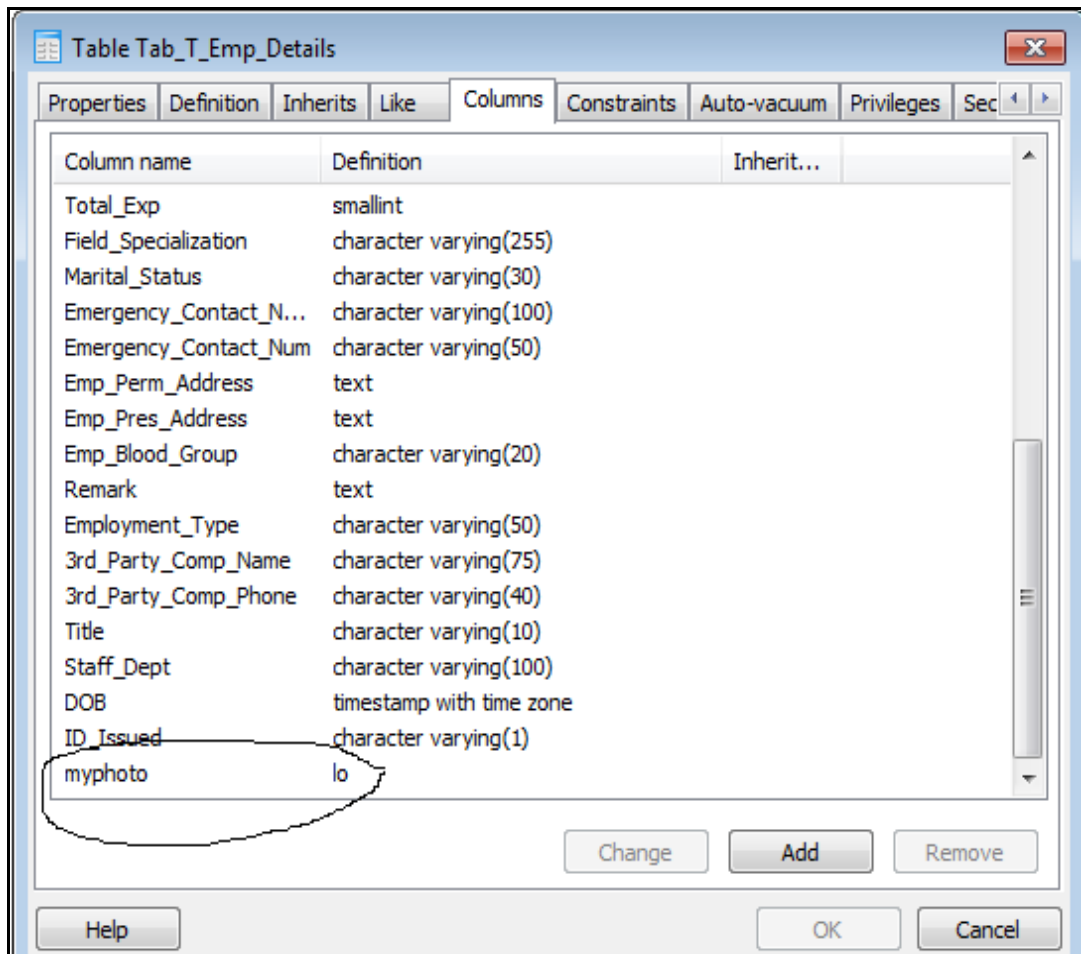 Table Tab_T_Emp_Details
Properties Definition Inherits Like Columns Constraints Auto-vacuum Privileges Sec
Column name Definition Inherit...
Total_Exp smallint
Field_Specialization character varying(255)
Marital_Status character varying(30)
Emergency_Contact_N... character varying(100)
Emergency_Contact_Num character varying(50)
Emp_Perm_Address text
Emp_Pres_Address text
Emp_Blood_Group character varying(20)
Remark text
Employment_Type character varying(50)
3rd_Party_Comp_Name character varying(75)
3rd_Party_Comp_Phone character varying(40)
Title character varying(10)
Staff_Dept character varying(100)
DOB timestamp with time zone
ID_Issued character varying(1)
myphoto lo
Change Add Remove
Help OK Cancel